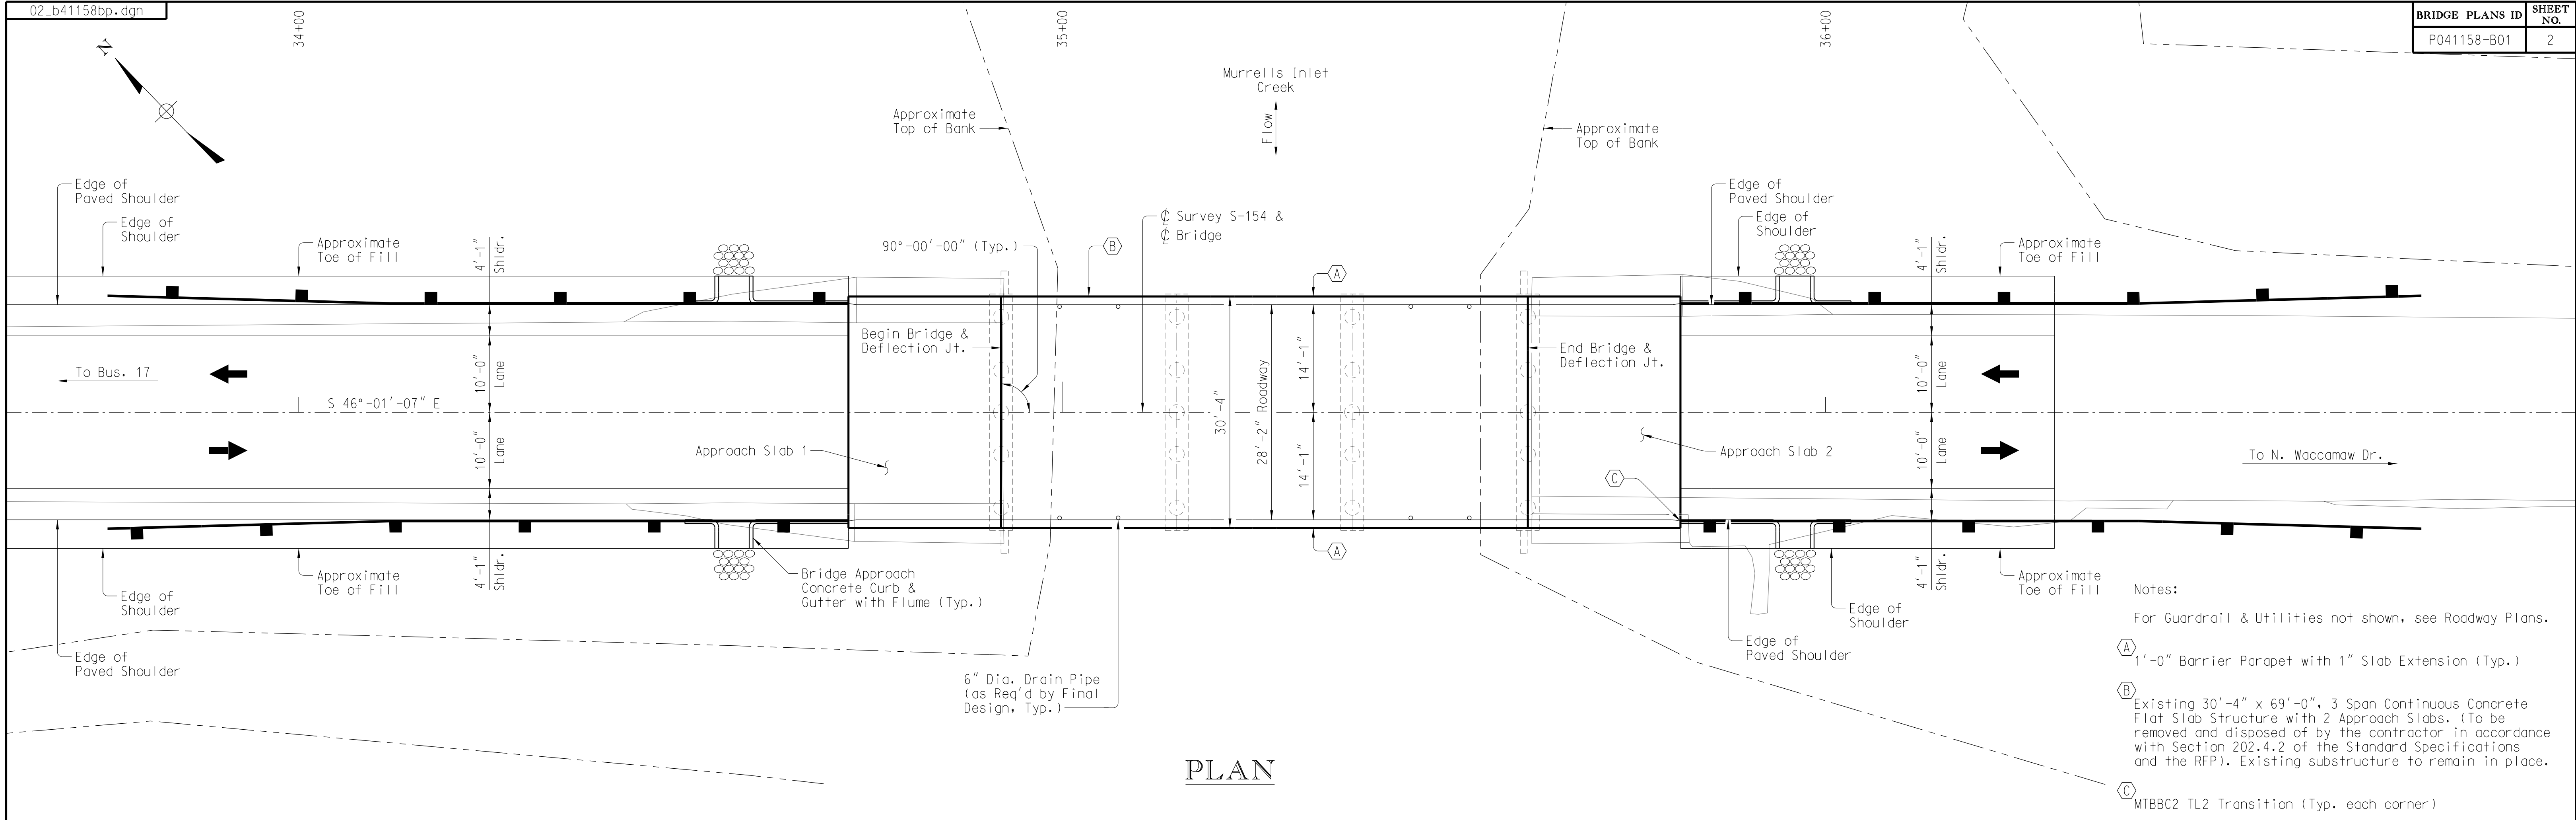 02_b41158bp.dgn
BRIDGE PLANS ID
SHEET NO.
P041158-B01
2
N
34+00
35+00
36+00
Murrells Inlet
Creek
Flow
Approximate
Top of Bank
Approximate
Top of Bank
Edge of
Paved Shoulder
Edge of
Shoulder
Approximate
Toe of Fill
4'-1"
Shldr.
90°-00'-00" (Typ.)
B
℄ Survey S-154 &
℄ Bridge
A
Edge of
Paved Shoulder
Edge of
Shoulder
4'-1"
Shldr.
Approximate
Toe of Fill
Begin Bridge &
Deflection Jt.
End Bridge &
Deflection Jt.
To Bus. 17
10'-0"
Lane
S 46°-01'-07" E
10'-0"
Lane
30'-4"
28'-2" Roadway
14'-1"
14'-1"
10'-0"
Lane
10'-0"
Lane
Approach Slab 1
Approach Slab 2
C
To N. Waccamaw Dr.
A
4'-1"
Shldr.
4'-1"
Shldr.
Edge of
Shoulder
Approximate
Toe of Fill
Bridge Approach
Concrete Curb &
Gutter with Flume (Typ.)
Edge of
Shoulder
Approximate
Toe of Fill
Edge of
Paved Shoulder
Edge of
Paved Shoulder
6" Dia. Drain Pipe
(as Req'd by Final
Design, Typ.)
PLAN
Notes:
For Guardrail & Utilities not shown, see Roadway Plans.
A
1'-0" Barrier Parapet with 1" Slab Extension (Typ.)
B
Existing 30'-4" x 69'-0", 3 Span Continuous Concrete
Flat Slab Structure with 2 Approach Slabs. (To be
removed and disposed of by the contractor in accordance
with Section 202.4.2 of the Standard Specifications
and the RFP). Existing substructure to remain in place.
C
MTBBC2 TL2 Transition (Typ. each corner)